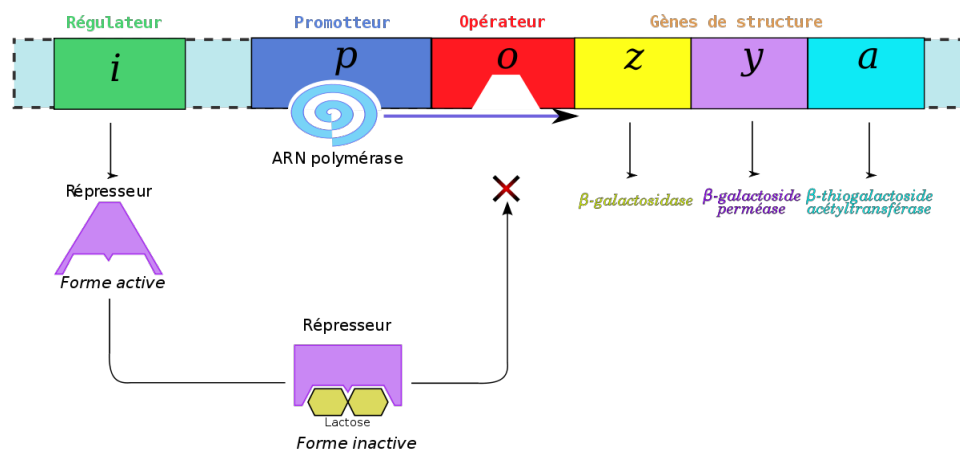 Régulateur
Promotteur
Opérateur
Gènes de structure
i
p
o
z
y
a
ARN polymérase
Répresseur
β-galactosidase
β-galactoside
perméase
β-thiogalactoside
acétyltransférase
Forme active
Répresseur
Lactose
Forme inactive